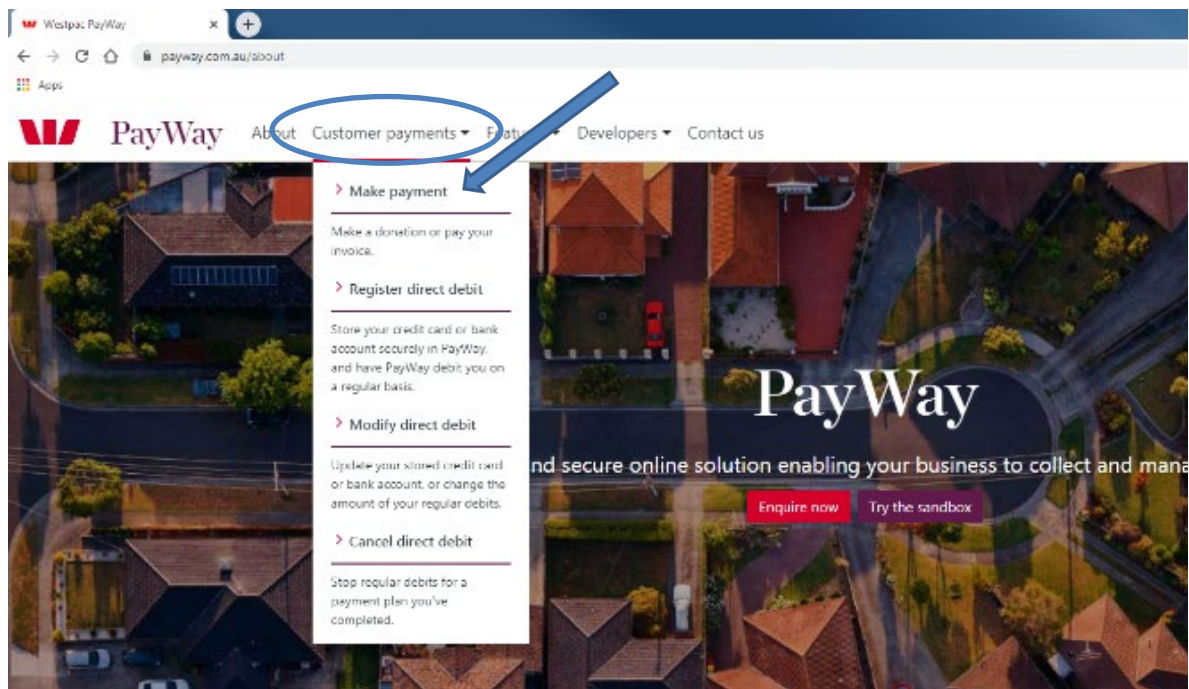 Westpac PayWay
payway.com.au/about
Apps
PayWay About Customer payments Developers Contact us
Make payment
Make a donation or pay your
invoice.
Register direct debit
Store your credit card or bank
account securely in PayWay,
and have PayWay debit you on
a regular basis.
Modify direct debit
Update your stored credit card
or bank account, or change the
amount of your regular debits.
Cancel direct debit
Stop regular debits for a
payment plan you've
completed.
PayWay
nd secure online solution enabling your business to collect and mana
Enquire now Try the sandbox